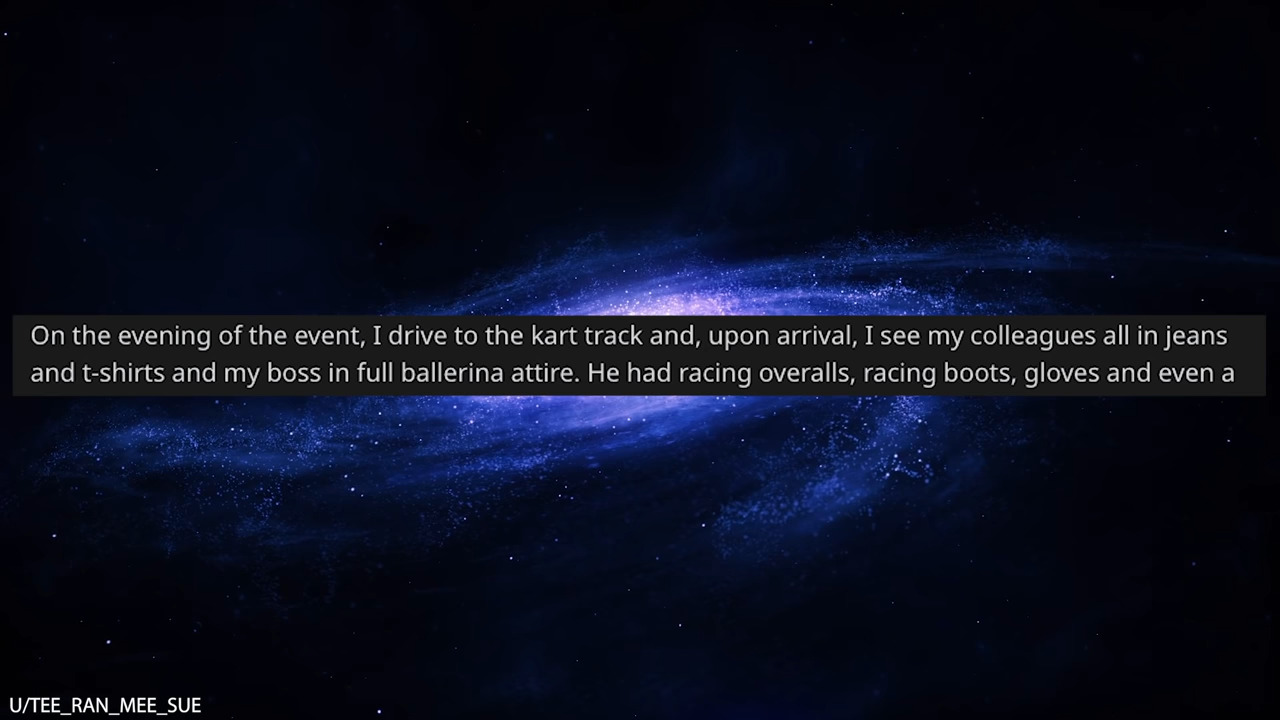 On the evening of the event, I drive to the kart track and, upon arrival, I see my colleagues all in jeans
and t-shirts and my boss in full ballerina attire. He had racing overalls, racing boots, gloves and even a
U/TEE_RAN_MEE_SUE